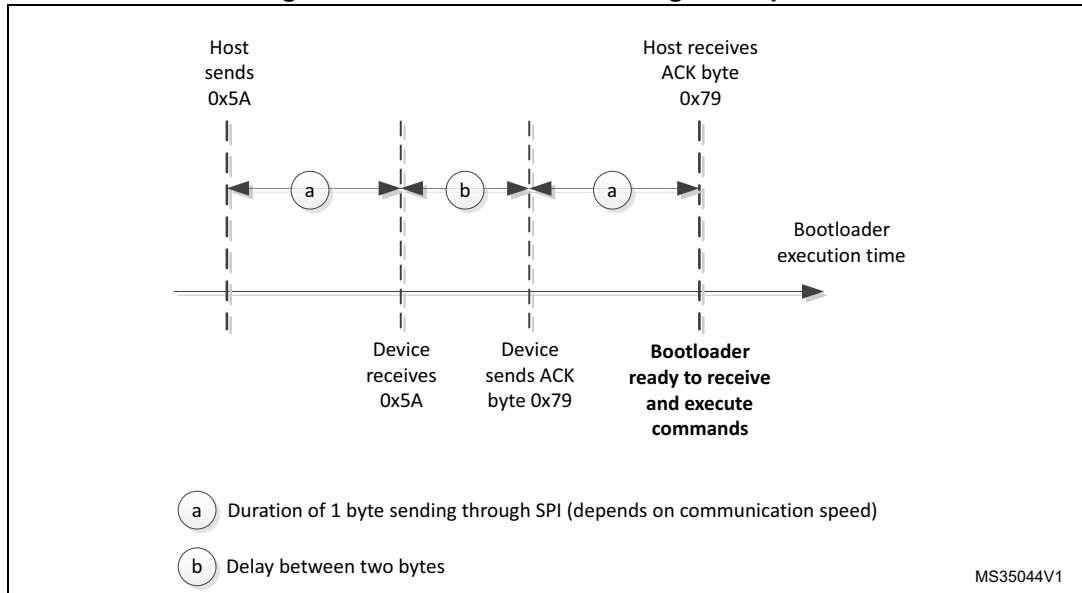 Host
sends
0x5A
Host receives
ACK byte
0x79
a
b
a
Bootloader
execution time
Device
receives
0x5A
Device
sends ACK
byte 0x79
Bootloader
ready to receive
and execute
commands
a Duration of 1 byte sending through SPI (depends on communication speed)
b Delay between two bytes
MS35044V1